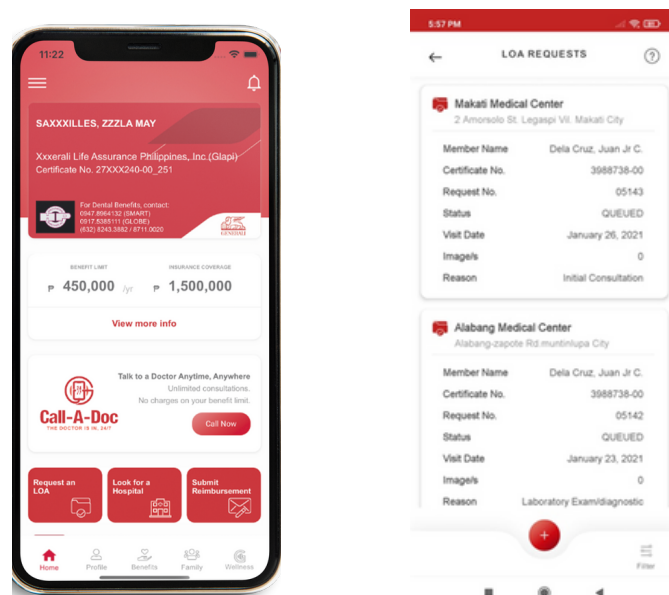 11:22
SAXXXILLES, ZZZLA MAY
Xxxerali Life Assurance Philippines, Inc.(Glapi)
Certificate No. 27XXX240-00_251
For Dental Benefits, contact:
0947.8964132 (SMART)
0917.5385111 (GLOBE)
(632) 8243.3882 / 8711.0020
GENERALI
BENEFIT LIMIT
INSURANCE COVERAGE
₱ 450,000 /yr ₱ 1,500,000
View more info
Talk to a Doctor Anytime, Anywhere
Unlimited consultations.
No charges on your benefit limit.
Call-A-Doc
THE DOCTOR IS IN, 24/7
Call Now
Request an
LOA
Look for a
Hospital
Submit
Reimbursement
Home Profile Benefits Family Wellness
5:57 PM
LOA REQUESTS
Makati Medical Center
2 Amorsolo St. Legaspi Vil. Makati City
Member Name Dela Cruz, Juan Jr C.
Certificate No. 3988738-00
Request No. 05143
Status QUEUED
Visit Date January 26, 2021
Image/s 0
Reason Initial Consultation
Alabang Medical Center
Alabang-zapote Rd.muntinlupa City
Member Name Dela Cruz, Juan Jr C.
Certificate No. 3988738-00
Request No. 05142
Status QUEUED
Visit Date January 23, 2021
Image/s 0
Reason Laboratory Exam/diagnostic
Filter